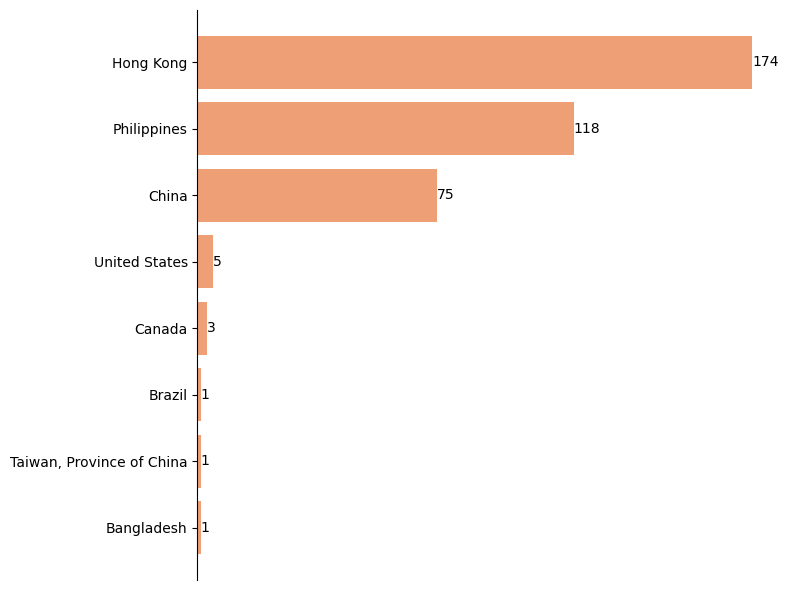 Hong Kong 174
Philippines 118
China 75
United States 5
Canada 3
Brazil 1
Taiwan, Province of China 1
Bangladesh 1